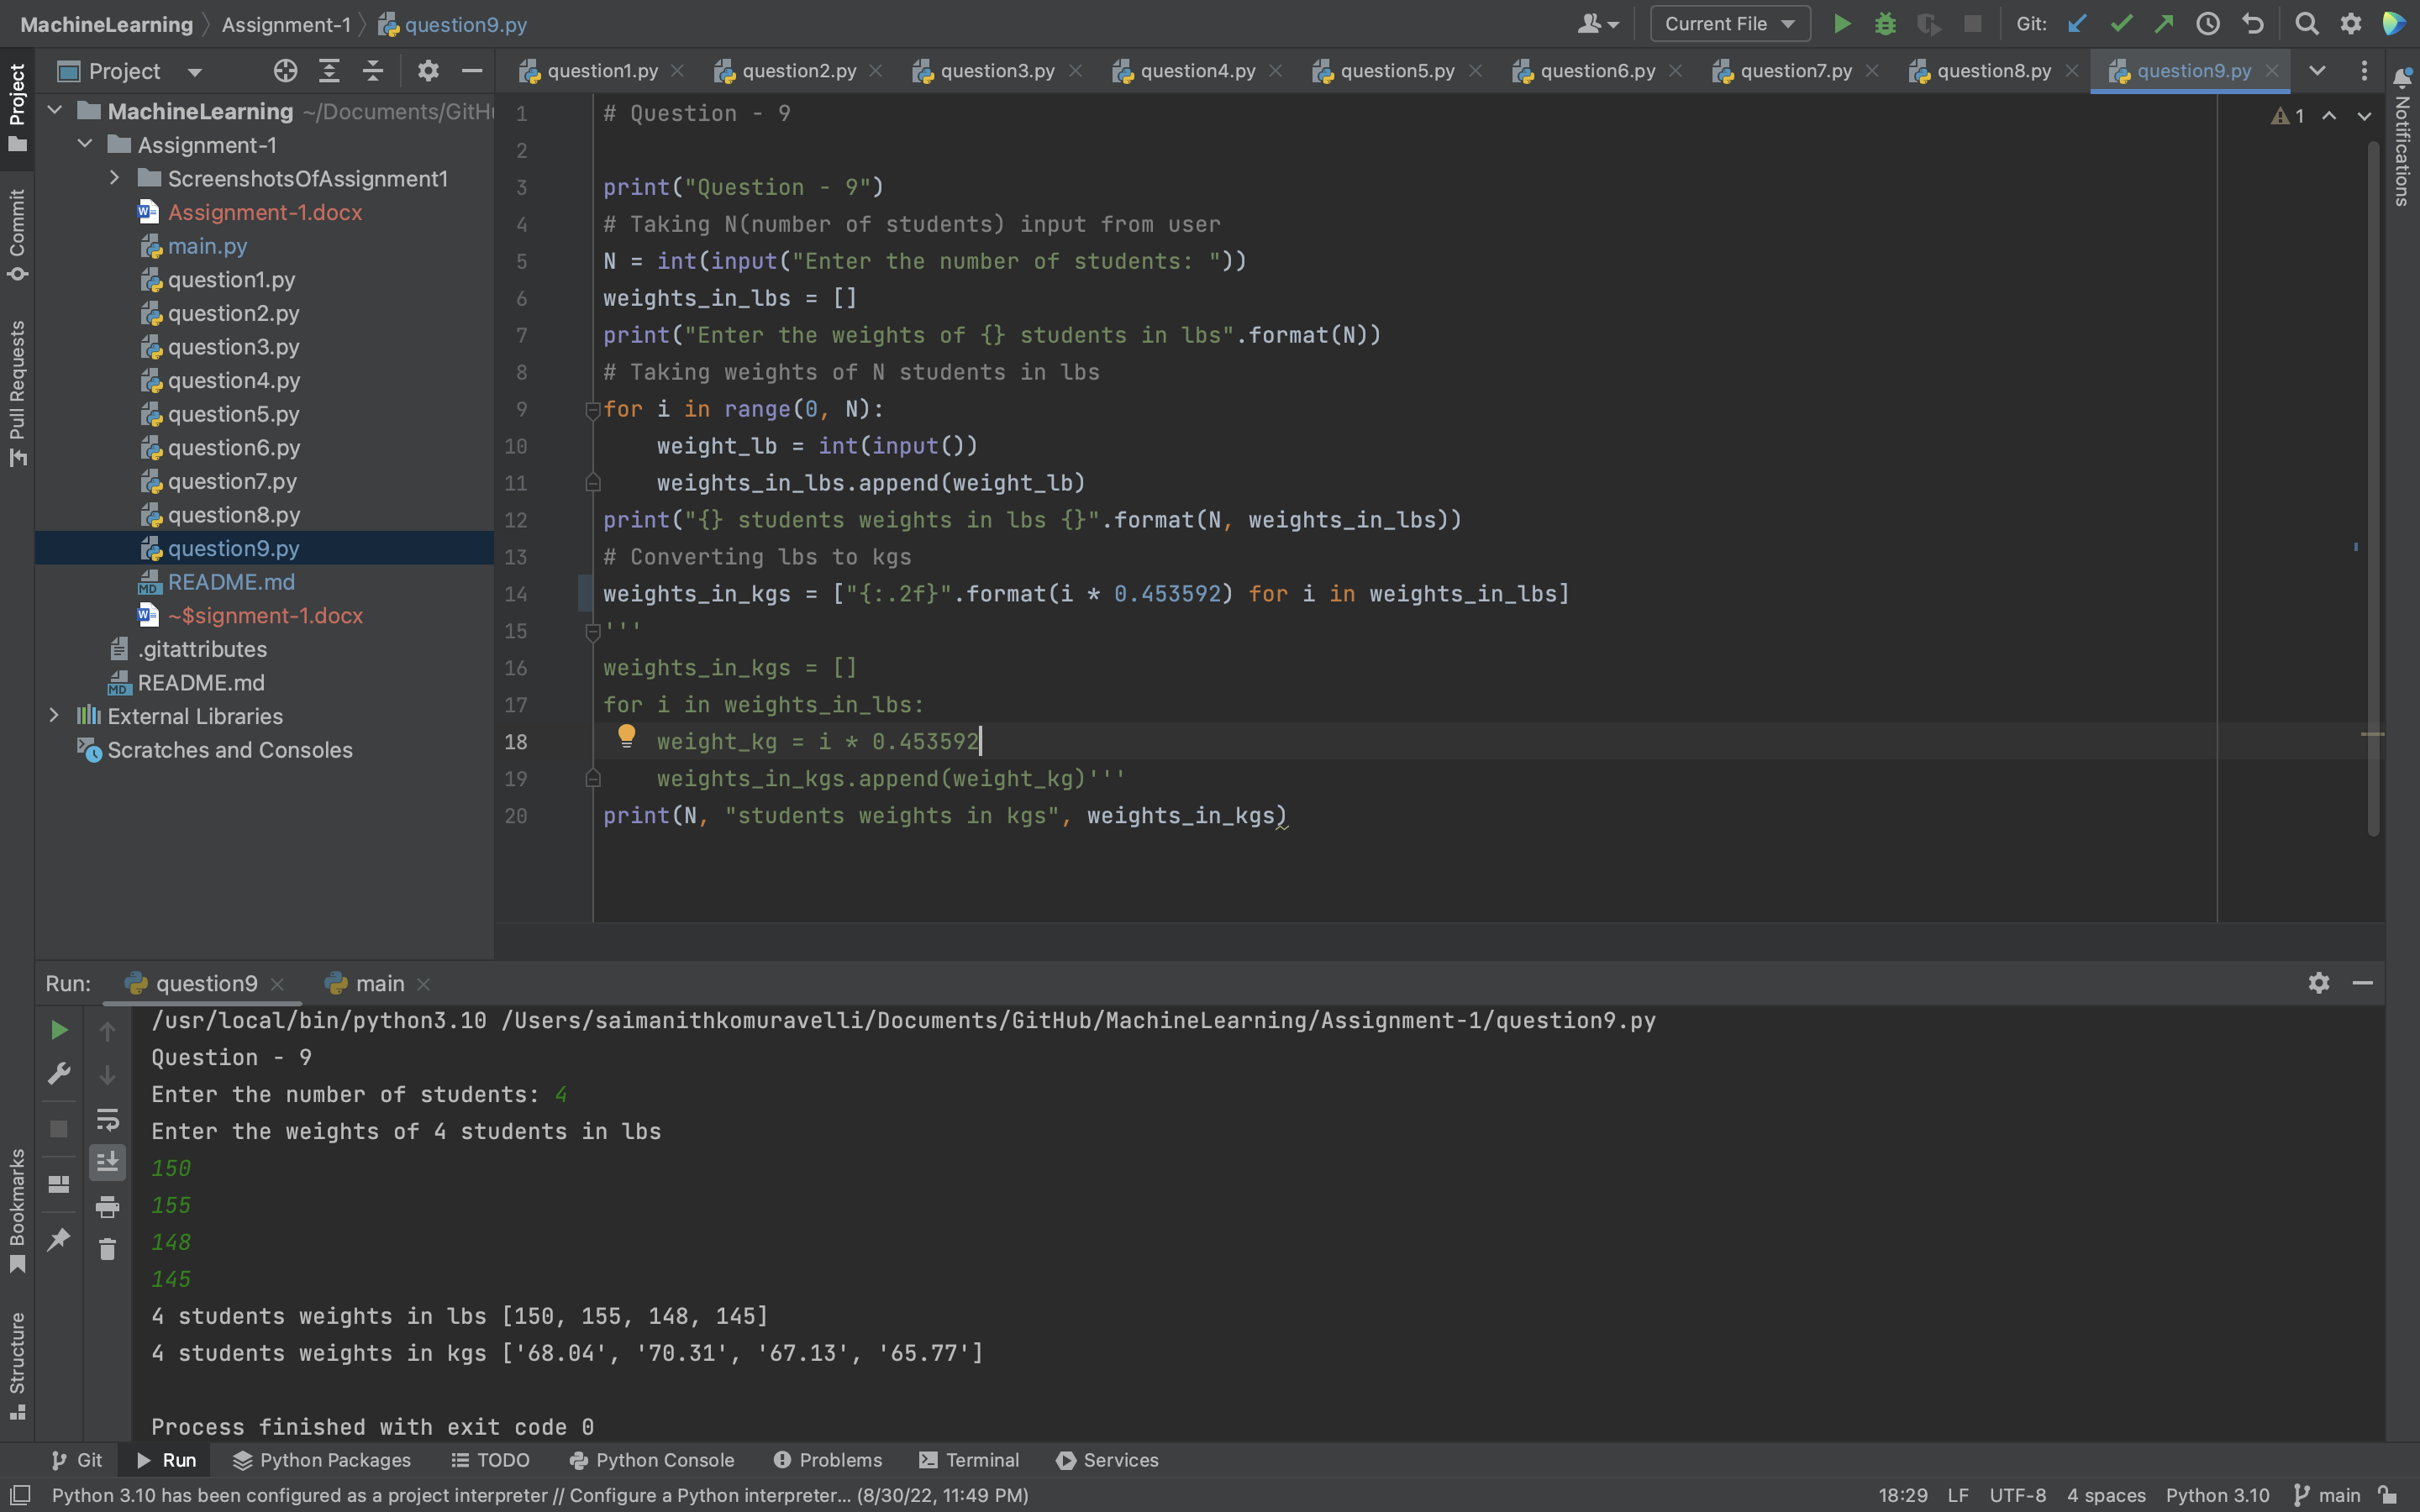 MachineLearning Assignment-1 question9.py Current File Git:
Project question1.py question2.py question3.py question4.py question5.py question6.py question7.py question8.py question9.py
Project
Commit
Pull Requests
Bookmarks
Structure
Notifications
MachineLearning ~/Documents/GitHu
Assignment-1
ScreenshotsOfAssignment1
Assignment-1.docx
main.py
question1.py
question2.py
question3.py
question4.py
question5.py
question6.py
question7.py
question8.py
question9.py
README.md
~$signment-1.docx
.gitattributes
README.md
External Libraries
Scratches and Consoles
1 # Question - 9
2
3 print("Question - 9")
4 # Taking N(number of students) input from user
5 N = int(input("Enter the number of students: "))
6 weights_in_lbs = []
7 print("Enter the weights of {} students in lbs".format(N))
8 # Taking weights of N students in lbs
9 for i in range(0, N):
10 weight_lb = int(input())
11 weights_in_lbs.append(weight_lb)
12 print("{} students weights in lbs {}".format(N, weights_in_lbs))
13 # Converting lbs to kgs
14 weights_in_kgs = ["{:.2f}".format(i * 0.453592) for i in weights_in_lbs]
15 '''
16 weights_in_kgs = []
17 for i in weights_in_lbs:
18 weight_kg = i * 0.453592
19 weights_in_kgs.append(weight_kg)'''
20 print(N, "students weights in kgs", weights_in_kgs)
1
Run: question9 main
/usr/local/bin/python3.10 /Users/saimanithkomuravelli/Documents/GitHub/MachineLearning/Assignment-1/question9.py
Question - 9
Enter the number of students: 4
Enter the weights of 4 students in lbs
150
155
148
145
4 students weights in lbs [150, 155, 148, 145]
4 students weights in kgs ['68.04', '70.31', '67.13', '65.77']
Process finished with exit code 0
Git Run Python Packages TODO Python Console Problems Terminal Services
Python 3.10 has been configured as a project interpreter // Configure a Python interpreter... (8/30/22, 11:49 PM) 18:29 LF UTF-8 4 spaces Python 3.10 main